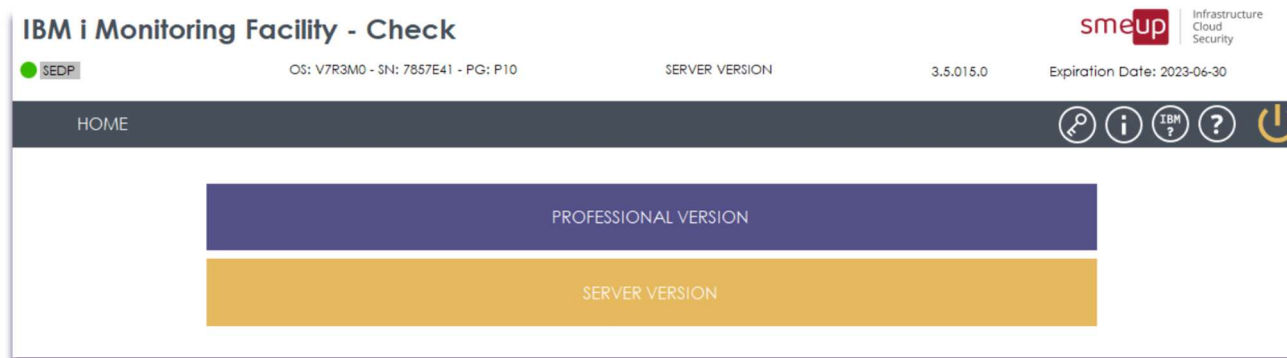 IBM i Monitoring Facility - Check
smeup
Infrastructure
Cloud
Security
SEDP
OS: V7R3M0 - SN: 7857E41 - PG: P10
SERVER VERSION
3.5.015.0
Expiration Date: 2023-06-30
HOME
i
IBM
?
?
PROFESSIONAL VERSION
SERVER VERSION